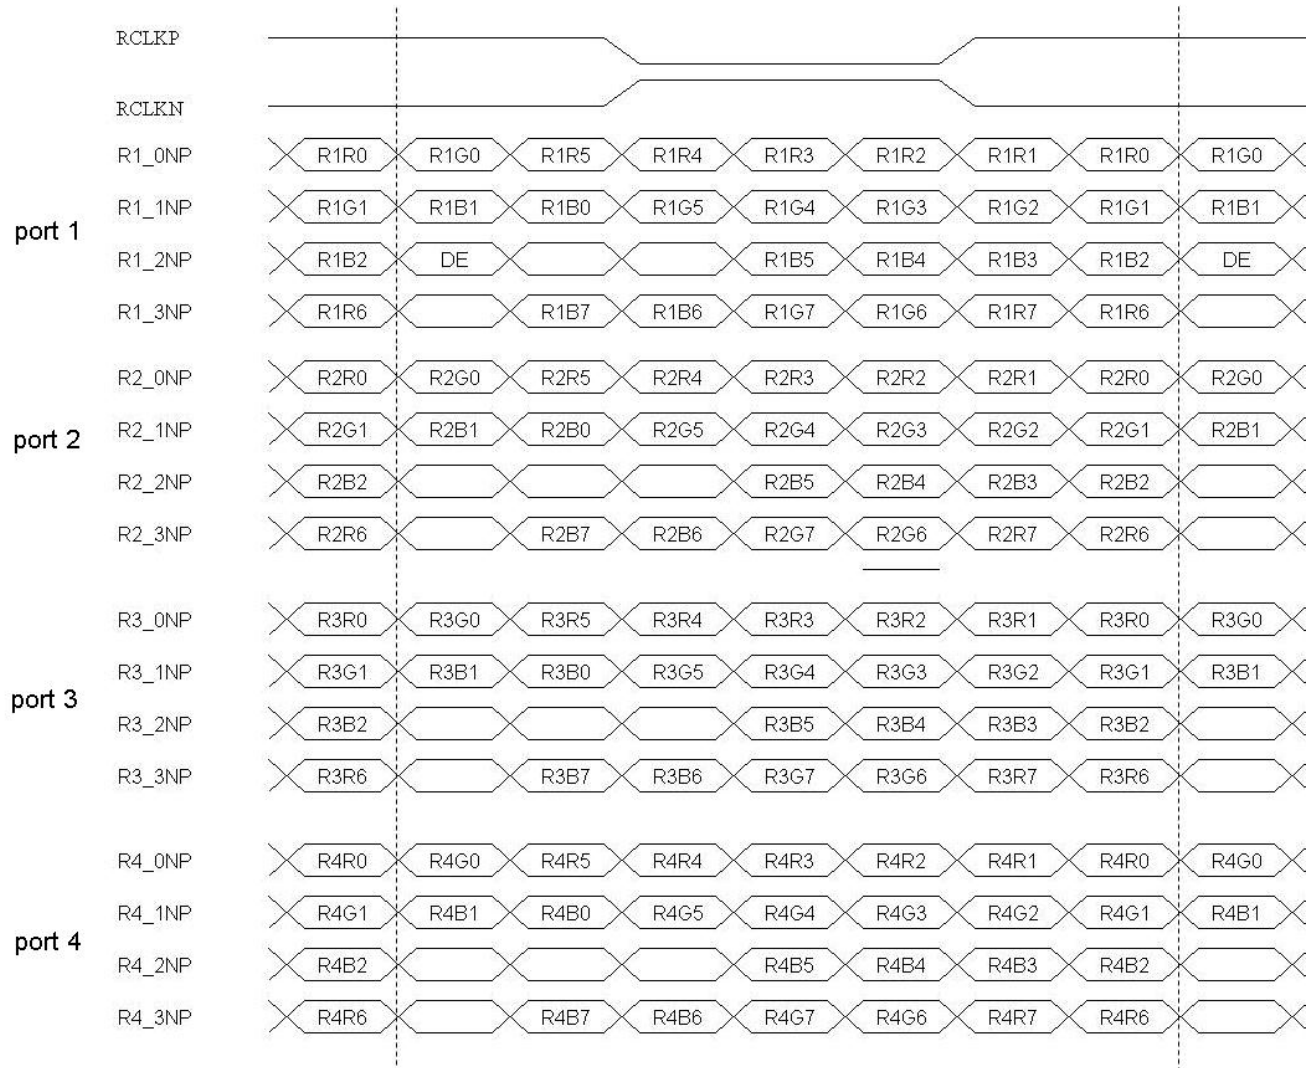 RCLKP
RCLKN
R1_0NP R1R0 R1G0 R1R5 R1R4 R1R3 R1R2 R1R1 R1R0 R1G0
R1_1NP R1G1 R1B1 R1B0 R1G5 R1G4 R1G3 R1G2 R1G1 R1B1
port 1
R1_2NP R1B2 DE R1B5 R1B4 R1B3 R1B2 DE
R1_3NP R1R6 R1B7 R1B6 R1G7 R1G6 R1R7 R1R6
R2_0NP R2R0 R2G0 R2R5 R2R4 R2R3 R2R2 R2R1 R2R0 R2G0
R2_1NP R2G1 R2B1 R2B0 R2G5 R2G4 R2G3 R2G2 R2G1 R2B1
port 2
R2_2NP R2B2 R2B5 R2B4 R2B3 R2B2
R2_3NP R2R6 R2B7 R2B6 R2G7 R2G6 R2R7 R2R6
R3_0NP R3R0 R3G0 R3R5 R3R4 R3R3 R3R2 R3R1 R3R0 R3G0
R3_1NP R3G1 R3B1 R3B0 R3G5 R3G4 R3G3 R3G2 R3G1 R3B1
port 3
R3_2NP R3B2 R3B5 R3B4 R3B3 R3B2
R3_3NP R3R6 R3B7 R3B6 R3G7 R3G6 R3R7 R3R6
R4_0NP R4R0 R4G0 R4R5 R4R4 R4R3 R4R2 R4R1 R4R0 R4G0
R4_1NP R4G1 R4B1 R4B0 R4G5 R4G4 R4G3 R4G2 R4G1 R4B1
port 4
R4_2NP R4B2 R4B5 R4B4 R4B3 R4B2
R4_3NP R4R6 R4B7 R4B6 R4G7 R4G6 R4R7 R4R6